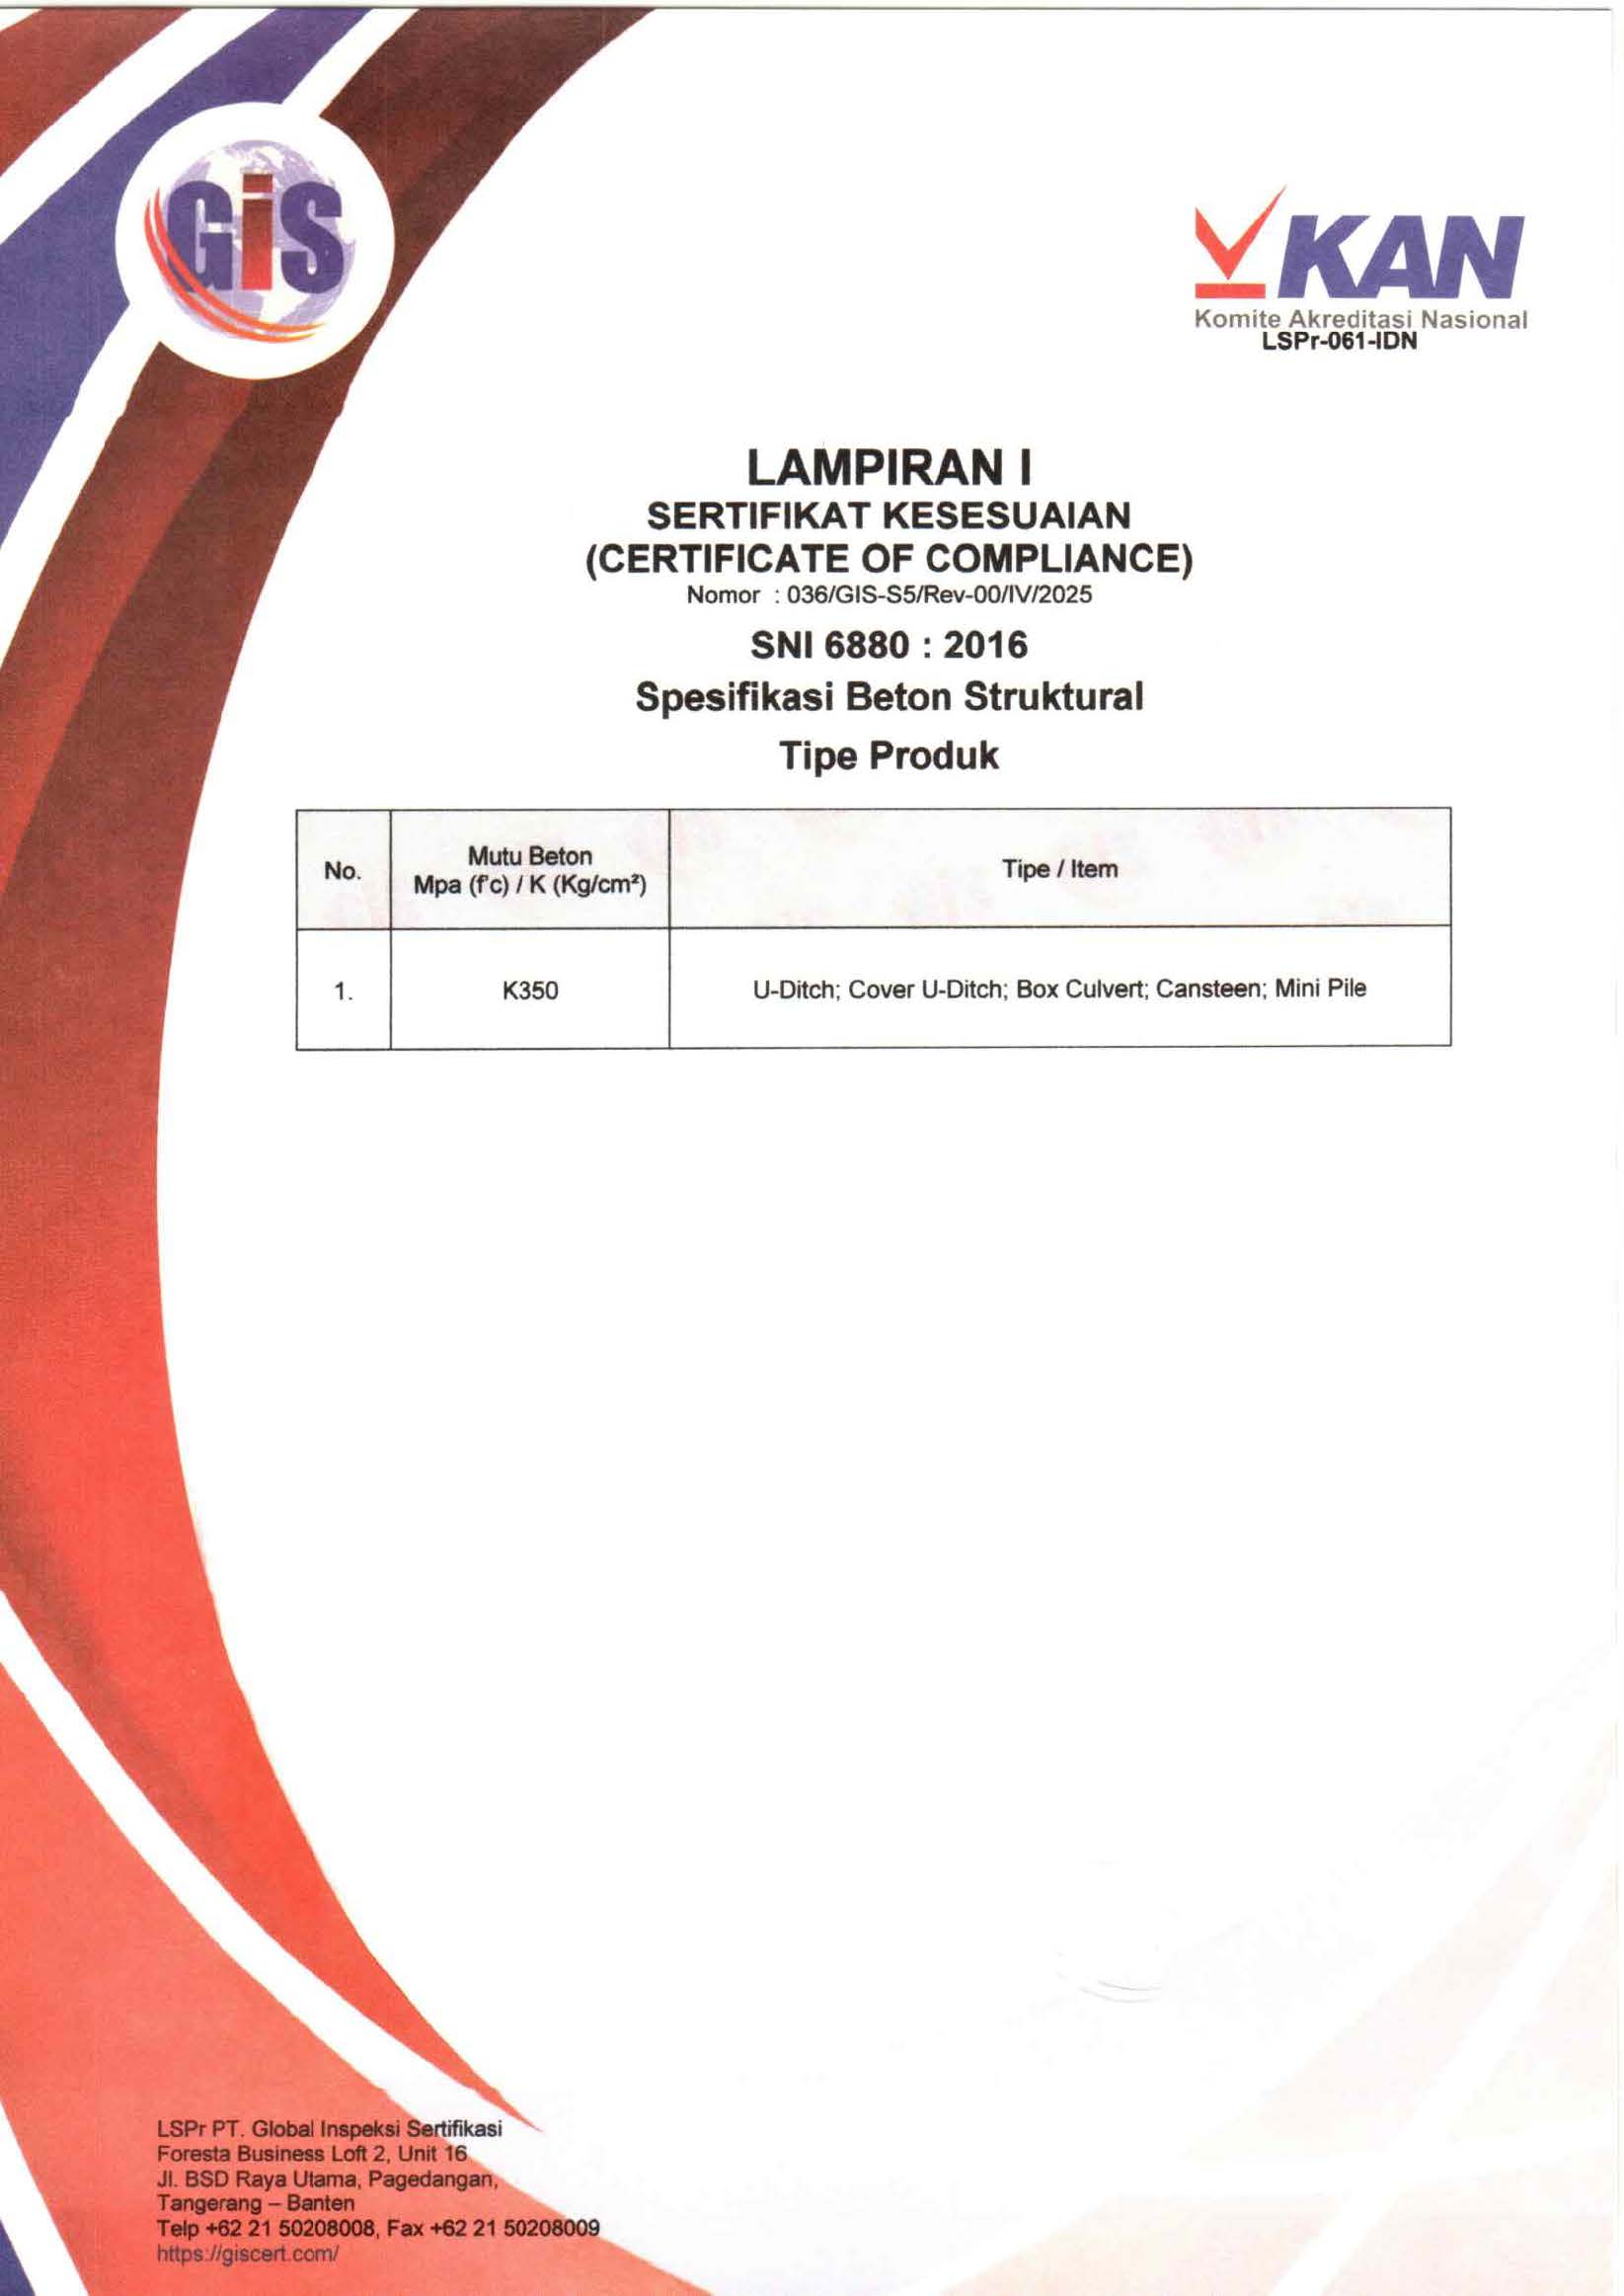 GiS
KAN
Komite Akreditasi Nasional
LSPr-061-IDN
LAMPIRAN I
SERTIFIKAT KESESUAIAN
(CERTIFICATE OF COMPLIANCE)
Nomor : 036/GIS-S5/Rev-00/IV/2025
SNI 6880 : 2016
Spesifikasi Beton Struktural
Tipe Produk
No.
Mutu Beton
Mpa (f'c) / K (Kg/cm²)
Tipe / Item
1.
K350
U-Ditch; Cover U-Ditch; Box Culvert; Cansteen; Mini Pile
LSPr PT. Global Inspeksi Sertifikasi
Foresta Business Loft 2, Unit 16
Jl. BSD Raya Utama, Pagedangan,
Tangerang – Banten
Telp +62 21 50208008, Fax +62 21 50208009
https://giscert.com/